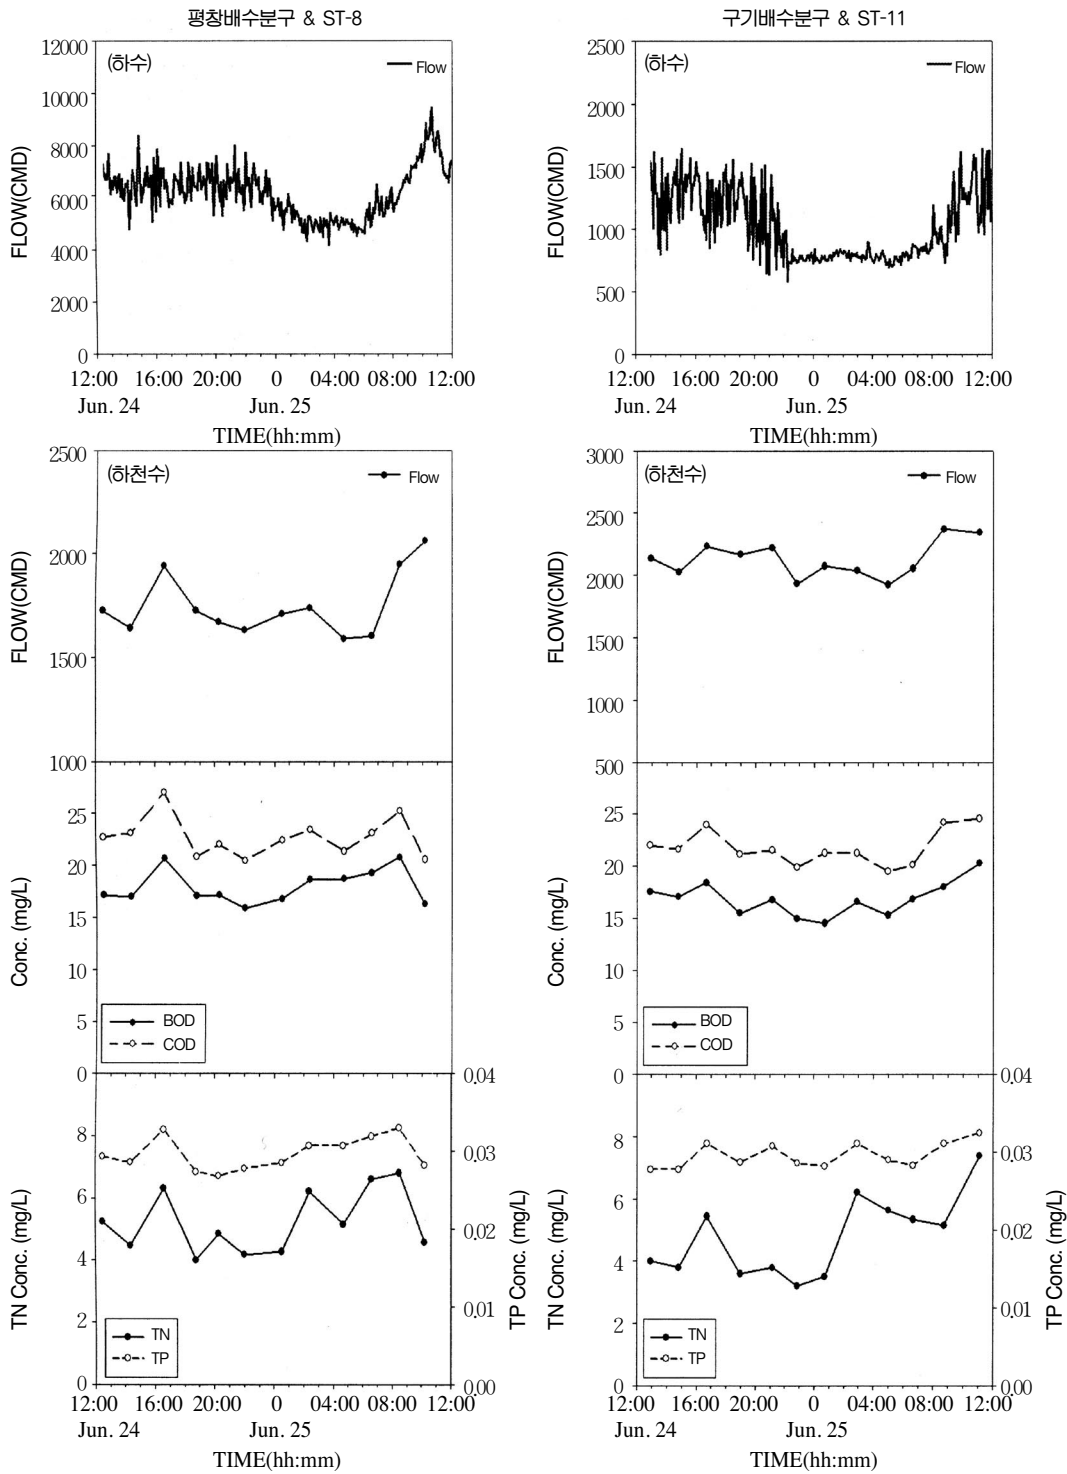 평창배수분구 & ST-8
구기배수분구 & ST-11
12000
10000
8000
6000
4000
2000
0
FLOW(CMD)
(하수)
Flow
12:00 16:00 20:00 0 04:00 08:00 12:00
Jun. 24 Jun. 25
TIME(hh:mm)
2500
2000
1500
1000
500
0
FLOW(CMD)
(하수)
Flow
12:00 16:00 20:00 0 04:00 08:00 12:00
Jun. 24 Jun. 25
TIME(hh:mm)
2500
2000
1500
1000
FLOW(CMD)
(하천수)
Flow
3000
2500
2000
1500
1000
500
FLOW(CMD)
(하천수)
Flow
25
20
15
10
5
0
Conc. (mg/L)
BOD
COD
25
20
15
10
5
0
Conc. (mg/L)
BOD
COD
8
6
4
2
0
TN Conc. (mg/L)
TN
TP
0.04
0.03
0.02
0.01
0.00
TP Conc. (mg/L)
12:00 16:00 20:00 0 04:00 08:00 12:00
Jun. 24 Jun. 25
TIME(hh:mm)
8
6
4
2
0
TN Conc. (mg/L)
TN
TP
0.04
0.03
0.02
0.01
0.00
TP Conc. (mg/L)
12:00 16:00 20:00 0 04:00 08:00 12:00
Jun. 24 Jun. 25
TIME(hh:mm)